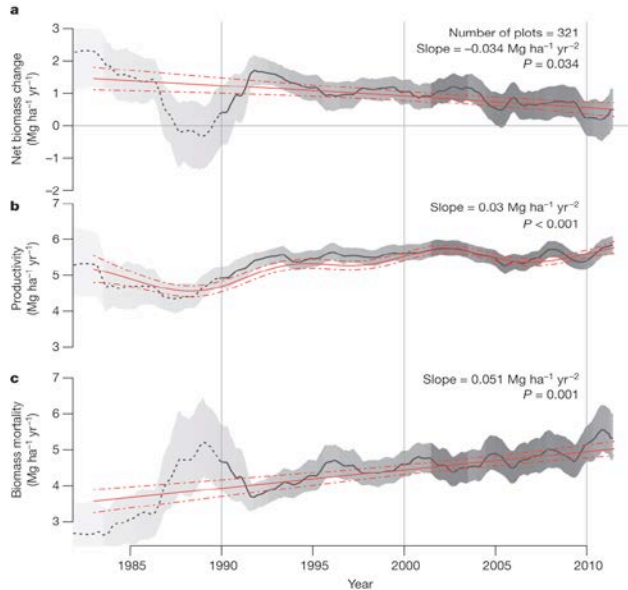 a
Number of plots = 321
Slope = −0.034 Mg ha⁻¹ yr⁻²
P = 0.034
Net biomass change
(Mg ha⁻¹ yr⁻¹)
3
2
1
0
−1
−2
b
Slope = 0.03 Mg ha⁻¹ yr⁻²
P < 0.001
Productivity
(Mg ha⁻¹ yr⁻¹)
7
6
5
4
3
c
Slope = 0.051 Mg ha⁻¹ yr⁻²
P = 0.001
Biomass mortality
(Mg ha⁻¹ yr⁻¹)
7
6
5
4
3
1985 1990 1995 2000 2005 2010
Year